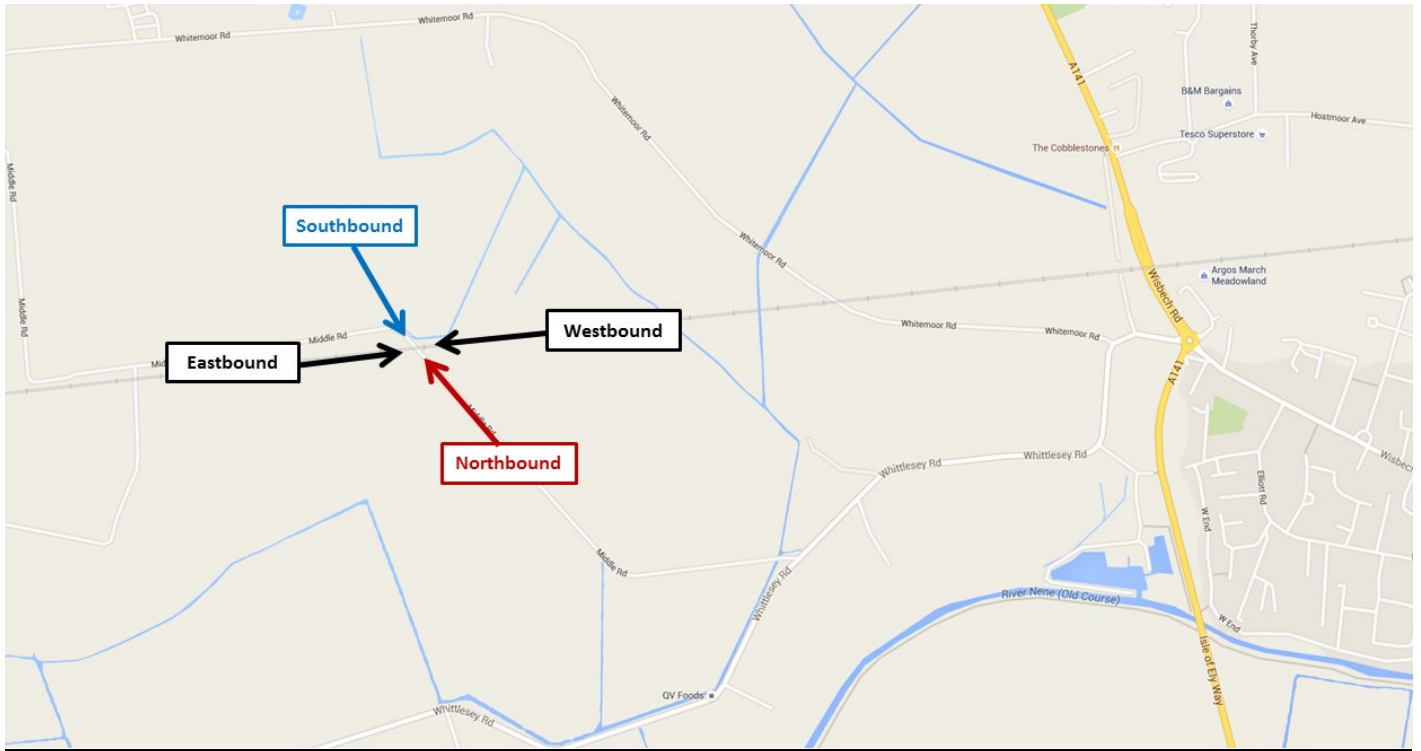 Whitemoor Rd
Whitemoor Rd
A141
Thorby Ave
B&M Bargains
Hostmoor Ave
Tesco Superstore
The Cobblestones
Whitemoor Rd
Middle Rd
Southbound
Whitemoor Rd
Argos March
Meadowland
Wisbech Rd
Middle Rd
Westbound
Whitemoor Rd
Whitemoor Rd
Middle Rd
Eastbound
A141
Middle Rd
Northbound
Whittlesey Rd
Whittlesey Rd
Elliott Rd
W End
Middle Rd
Whittlesey Rd
River Nene (Old Course)
W End
Isle of Ely Way
QV Foods
Whittlesey Rd